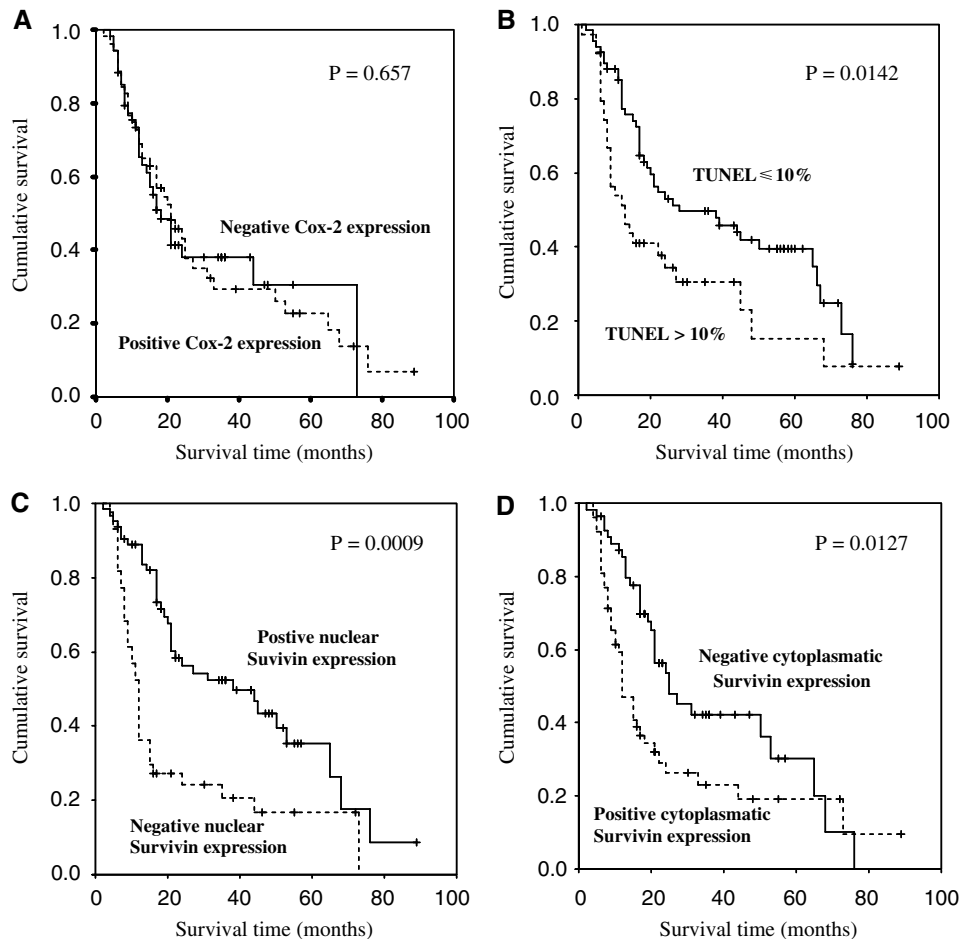 A
1.0
0.8
0.6
0.4
0.2
0.0
0 20 40 60 80 100
Cumulative survival
Survival time (months)
P = 0.657
Negative Cox-2 expression
Positive Cox-2 expression
B
1.0
0.8
0.6
0.4
0.2
0.0
0 20 40 60 80 100
Cumulative survival
Survival time (months)
P = 0.0142
TUNEL ⩽ 10%
TUNEL > 10%
C
1.0
0.8
0.6
0.4
0.2
0.0
0 20 40 60 80 100
Cumulative survival
Survival time (months)
P = 0.0009
Postive nuclear
Suvivin expression
Negative nuclear
Survivin expression
D
1.0
0.8
0.6
0.4
0.2
0.0
0 20 40 60 80 100
Cumulative survival
Survival time (months)
P = 0.0127
Negative cytoplasmatic
Survivin expression
Positive cytoplasmatic
Survivin expression